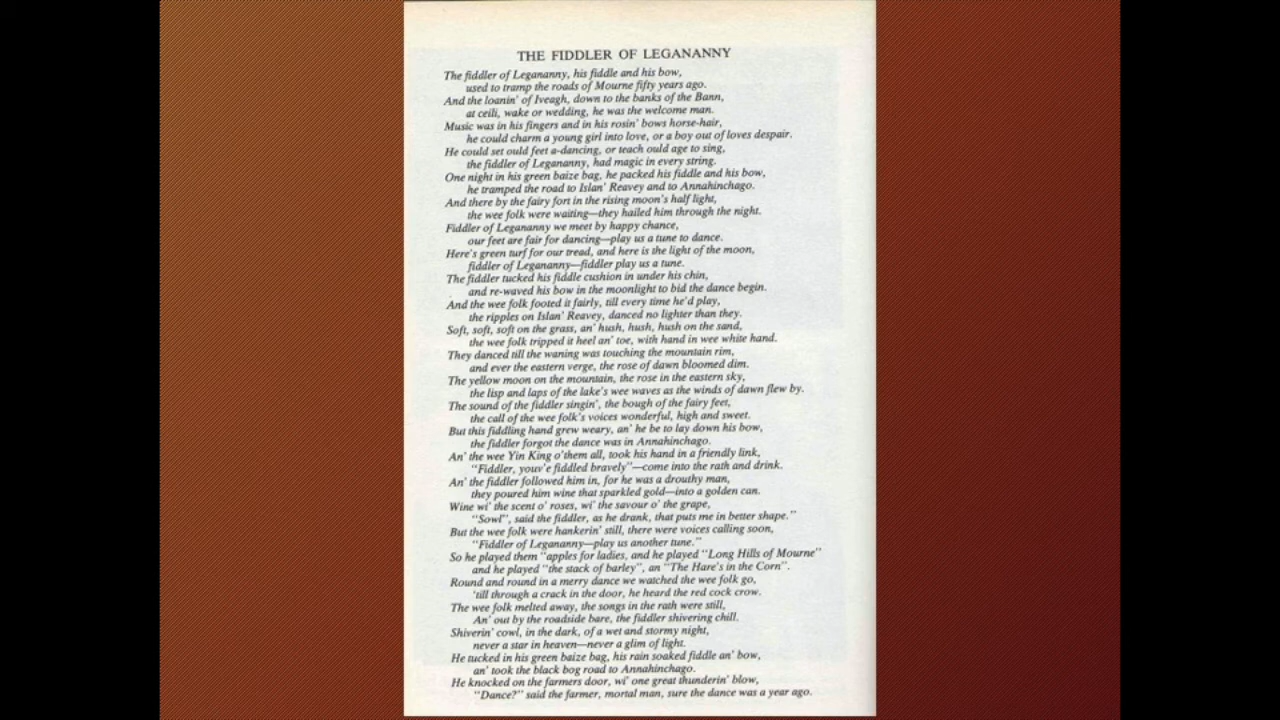 THE FIDDLER OF LEGANANNY
The fiddler of Legananny, his fiddle and his bow,
used to tramp the roads of Mourne fifty years ago.
And the loanin' of Iveagh, down to the banks of the Bann,
at ceili, wake or wedding, he was the welcome man.
Music was in his fingers and in his rosin' bows horse-hair,
he could charm a young girl into love, or a boy out of loves despair.
He could set ould feet a-dancing, or teach ould age to sing,
the fiddler of Legananny, had magic in every string.
One night in his green baize bag, he packed his fiddle and his bow,
he tramped the road to Islan' Reavey and to Annahinchago.
And there by the fairy fort in the rising moon's half light,
the wee folk were waiting—they hailed him through the night.
Fiddler of Legananny we meet by happy chance,
our feet are fair for dancing—play us a tune to dance.
Here's green turf for our tread, and here is the light of the moon,
fiddler of Legananny—fiddler play us a tune.
The fiddler tucked his fiddle cushion in under his chin,
and re-waved his bow in the moonlight to bid the dance begin.
And the wee folk footed it fairly, till every time he'd play,
the ripples on Islan' Reavey, danced no lighter than they.
Soft, soft, soft on the grass, an' hush, hush, hush on the sand,
the wee folk tripped it heel an' toe, with hand in wee white hand.
They danced till the waning was touching the mountain rim,
and ever the eastern verge, the rose of dawn bloomed dim.
The yellow moon on the mountain, the rose in the eastern sky,
the lisp and laps of the lake's wee waves as the winds of dawn flew by.
The sound of the fiddler singin', the bough of the fairy feet,
the call of the wee folk's voices wonderful, high and sweet.
But this fiddling hand grew weary, an' he be to lay down his bow,
the fiddler forgot the dance was in Annahinchago.
An' the wee Yin King o'them all, took his hand in a friendly link,
"Fiddler, youv'e fiddled bravely"—come into the rath and drink.
An' the fiddler followed him in, for he was a drouthy man,
they poured him wine that sparkled gold—into a golden can.
Wine wi' the scent o' roses, wi' the savour o' the grape,
"Sowl", said the fiddler, as he drank, that puts me in better shape."
But the wee folk were hankerin' still, there were voices calling soon,
"Fiddler of Legananny—play us another tune."
So he played them "apples for ladies, and he played "Long Hills of Mourne"
and he played "the stack of barley", an "The Hare's in the Corn".
Round and round in a merry dance we watched the wee folk go,
'till through a crack in the door, he heard the red cock crow.
The wee folk melted away, the songs in the rath were still,
An' out by the roadside bare, the fiddler shivering chill.
Shiverin' cowl, in the dark, of a wet and stormy night,
never a star in heaven—never a glim of light.
He tucked in his green baize bag, his rain soaked fiddle an' bow,
an' took the black bog road to Annahinchago.
He knocked on the farmers door, wi' one great thunderin' blow,
"Dance?" said the farmer, mortal man, sure the dance was a year ago.